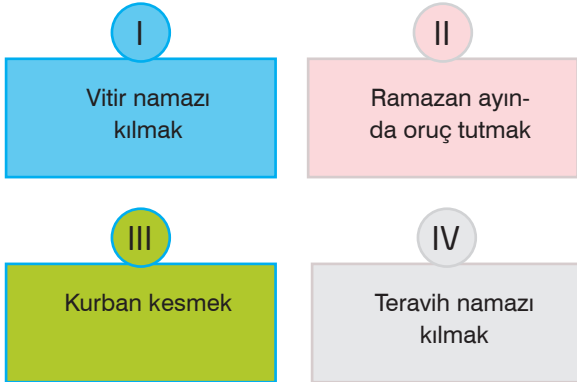 I
Vitir namazı
kılmak
II
Ramazan ayın-
da oruç tutmak
III
Kurban kesmek
IV
Teravih namazı
kılmak